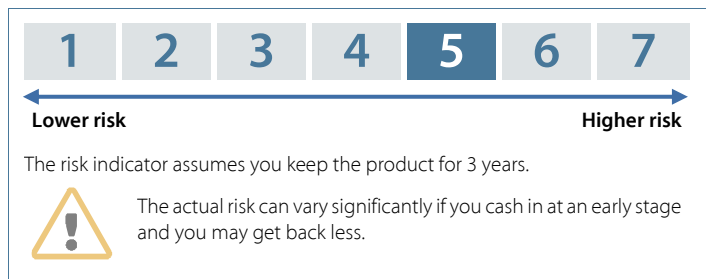 1 2 3 4 5 6 7
Lower risk Higher risk
The risk indicator assumes you keep the product for 3 years.
The actual risk can vary significantly if you cash in at an early stage
and you may get back less.